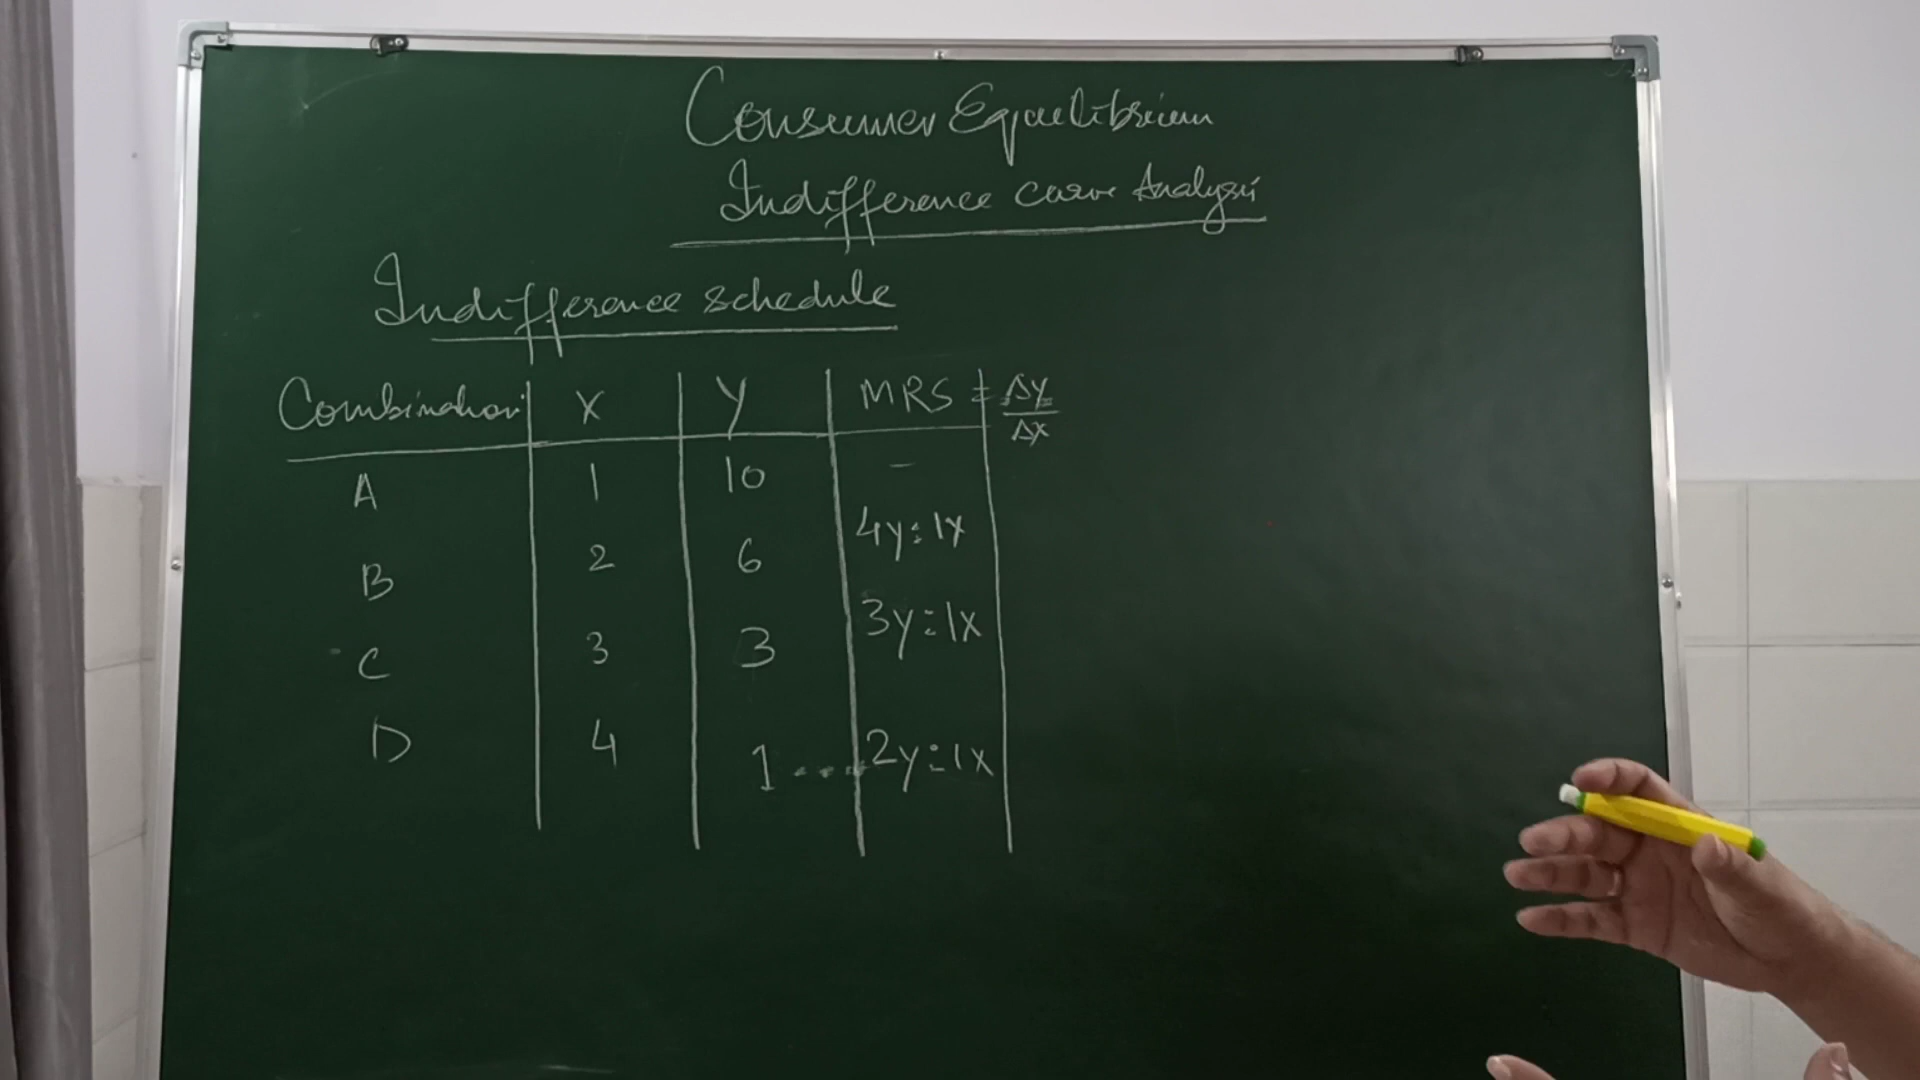 Consumer Equilibrium
Indifference curve Analysis
Indifference schedule
Combination X Y MRS = Δy/Δx
A 1 10 –
4y:1x
B 2 6
3y:1x
C 3 3
D 4 1 .... 2y:1x